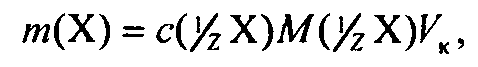 m(X) = c(1/Z X)M(1/Z X)Vк,